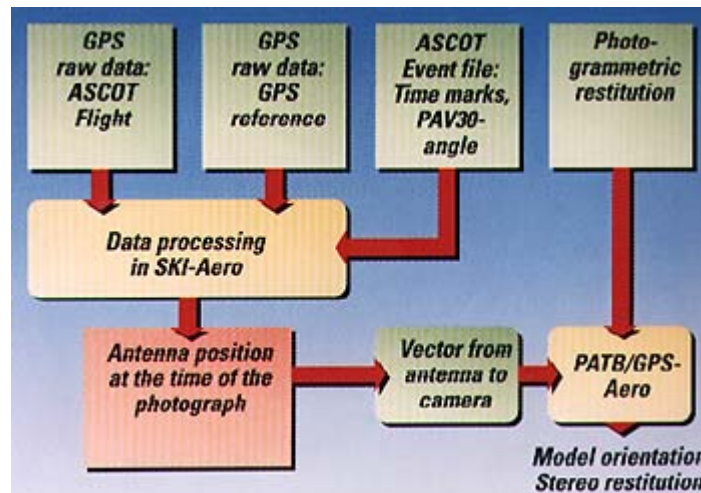 GPS
raw data:
ASCOT
Flight
GPS
raw data:
GPS
reference
ASCOT
Event file:
Time marks,
PAV30-
angle
Photo-
grammetric
restitution
Data processing
in SKI-Aero
Antenna position
at the time of the
photograph
Vector from
antenna to
camera
PATB/GPS-
Aero
Model orientation
Stereo restitution